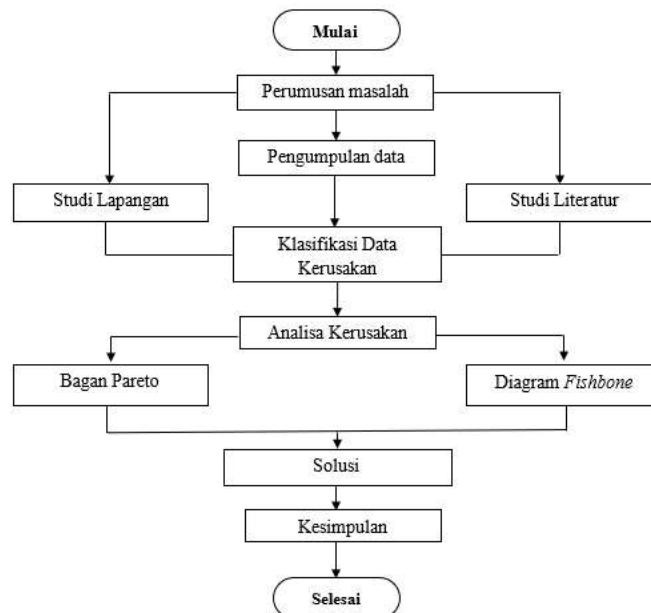 Mulai
Perumusan masalah
Pengumpulan data
Studi Lapangan
Studi Literatur
Klasifikasi Data
Kerusakan
Analisa Kerusakan
Bagan Pareto
Diagram Fishbone
Solusi
Kesimpulan
Selesai